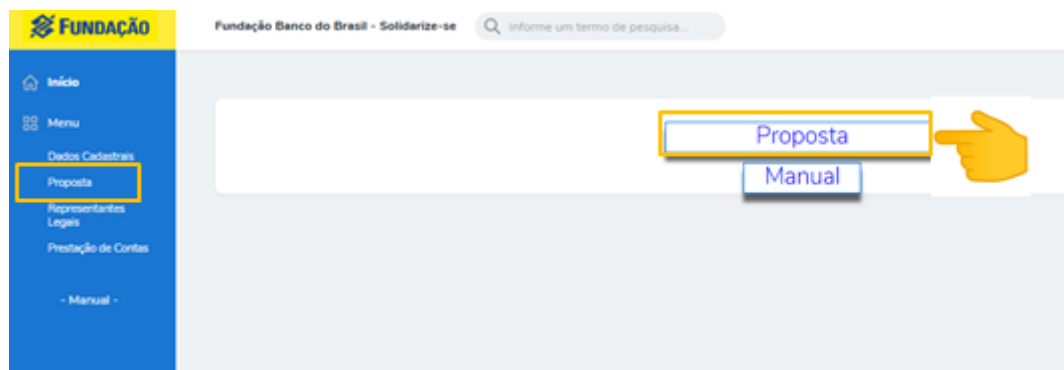 FUNDAÇÃO
Fundação Banco do Brasil - Solidarize-se
Informe um termo de pesquisa...
Início
Menu
Dados Cadastrais
Proposta
Representantes
Legais
Prestação de Contas
- Manual -
Proposta
Manual